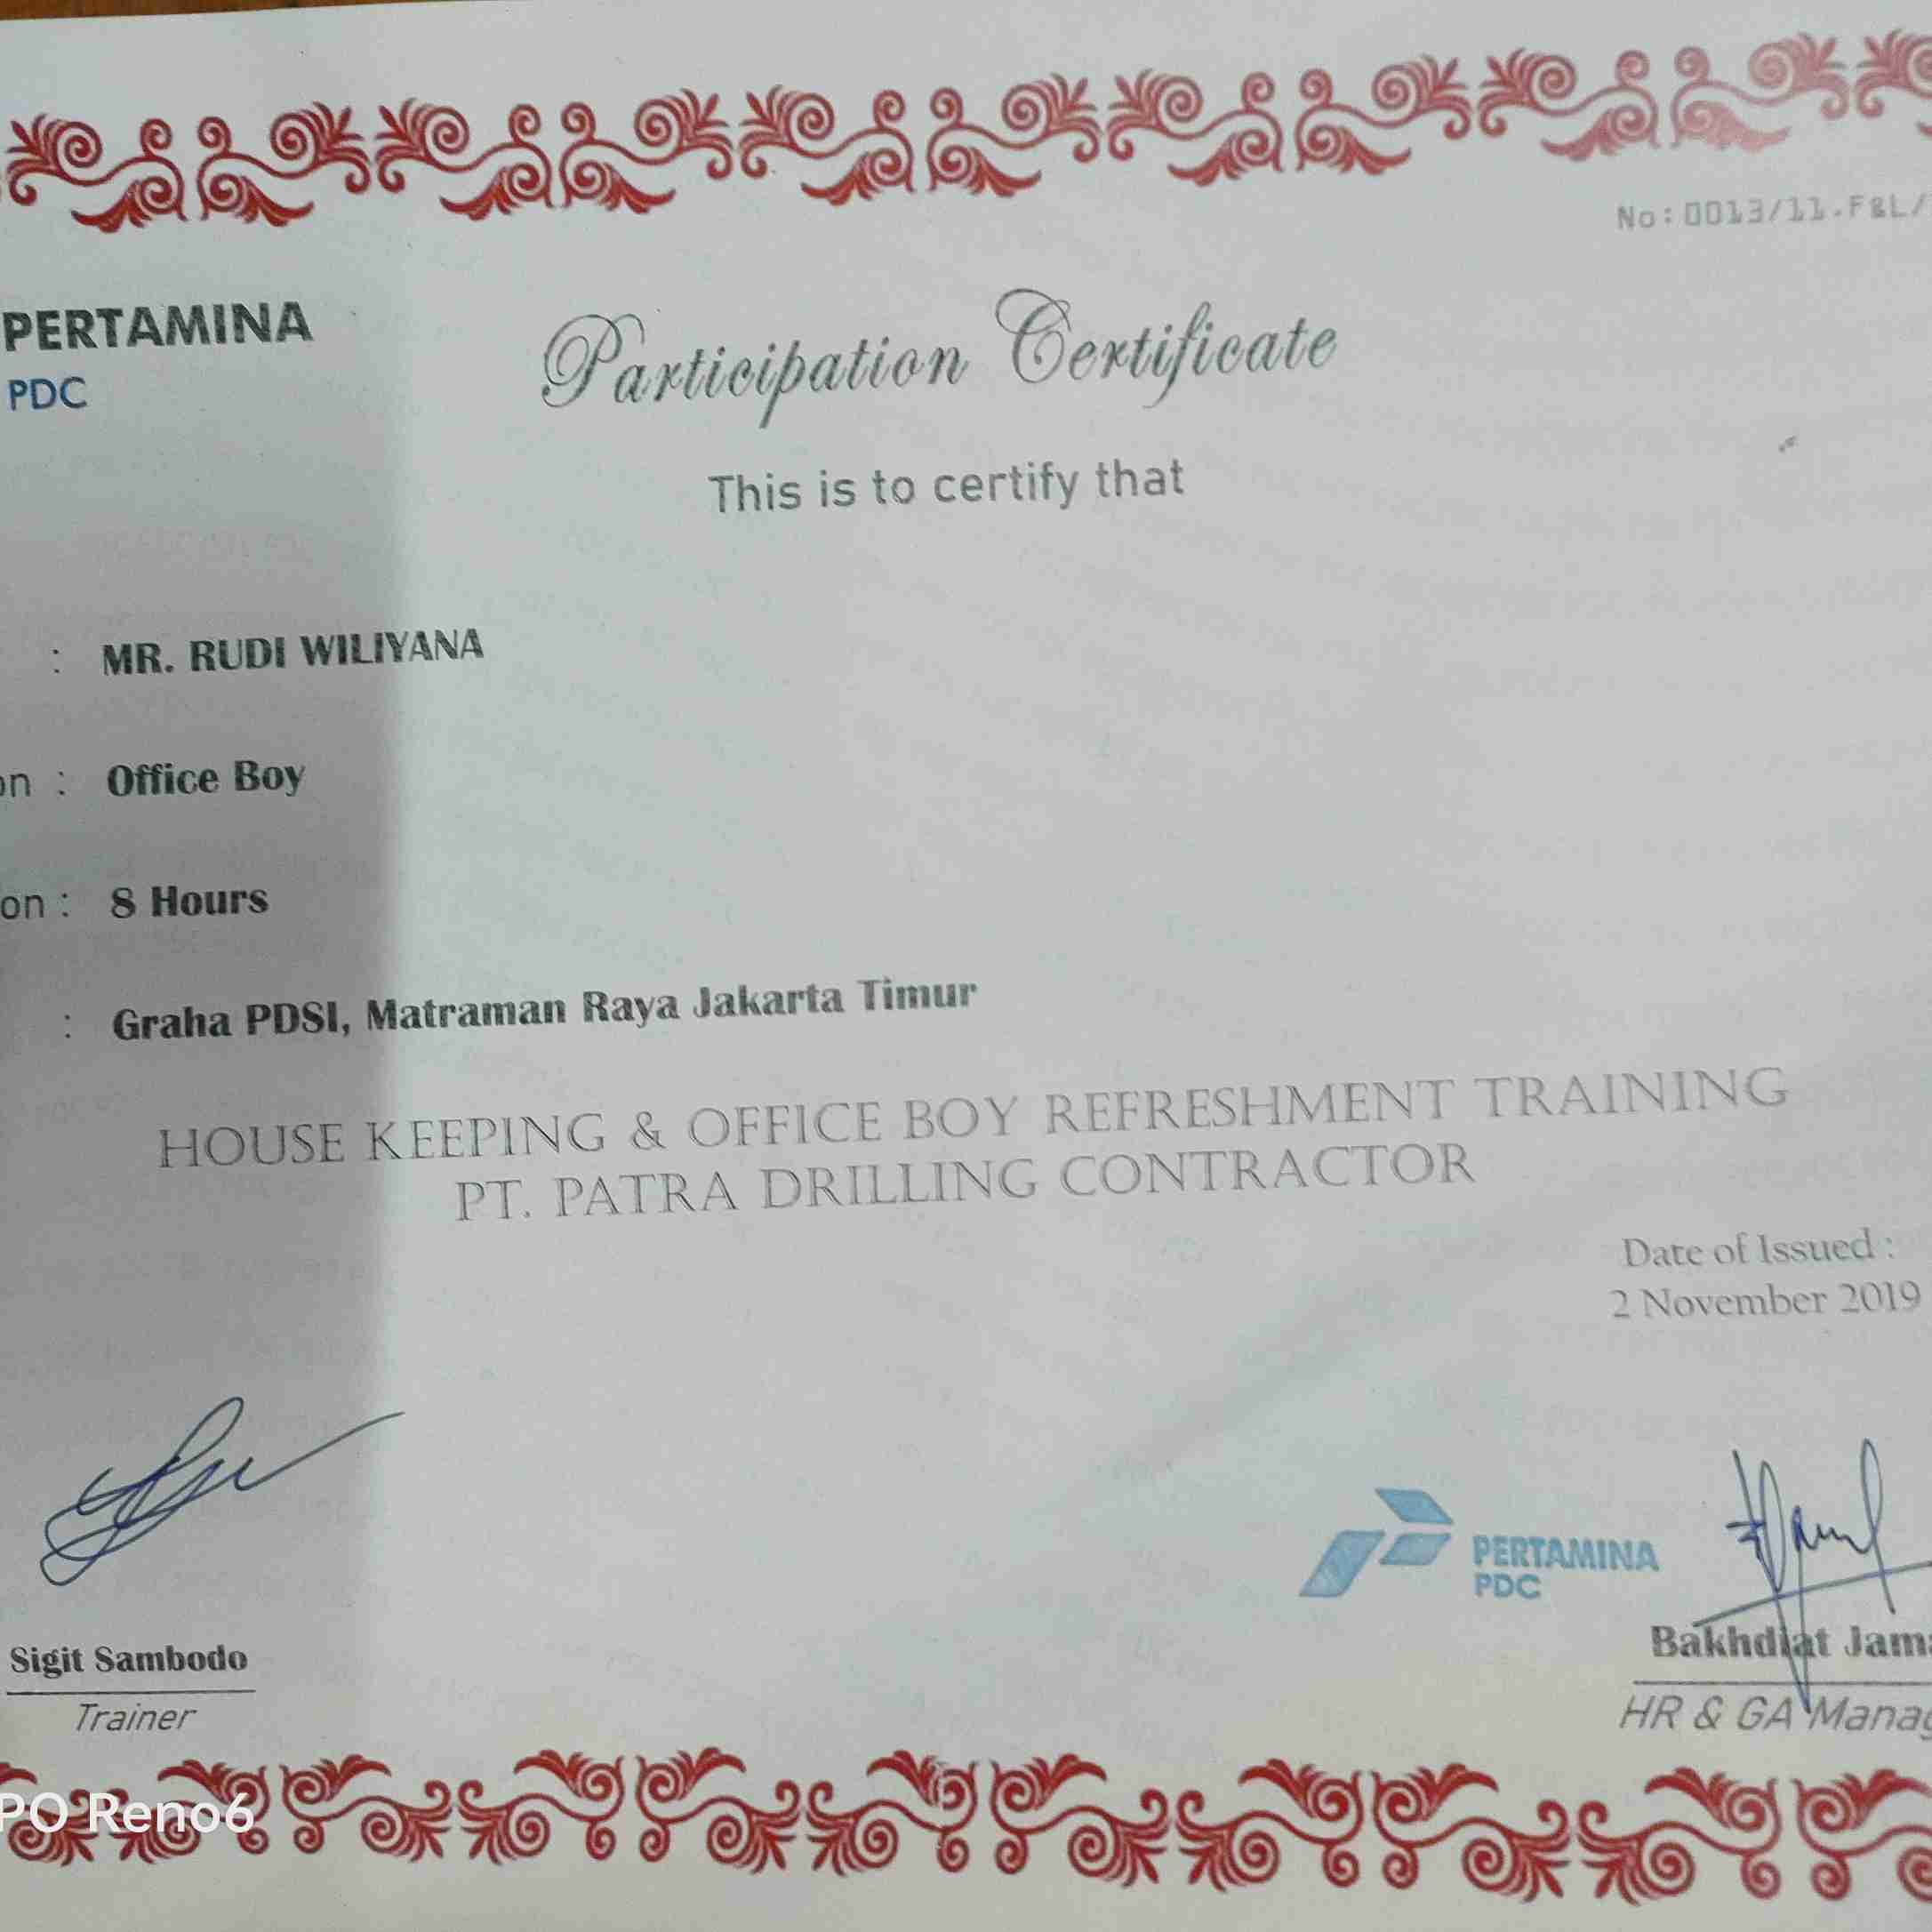 No:0013/11.F&L/
PERTAMINA
PDC
Participation Certificate
This is to certify that
: MR. RUDI WILIYANA
on : Office Boy
on : 8 Hours
: Graha PDSI, Matraman Raya Jakarta Timur
HOUSE KEEPING & OFFICE BOY REFRESHMENT TRAINING
PT. PATRA DRILLING CONTRACTOR
Date of Issued :
2 November 2019
PERTAMINA
PDC
Sigit Sambodo
Trainer
Bakhdiat Jam
HR & GA Manag
PO Reno6